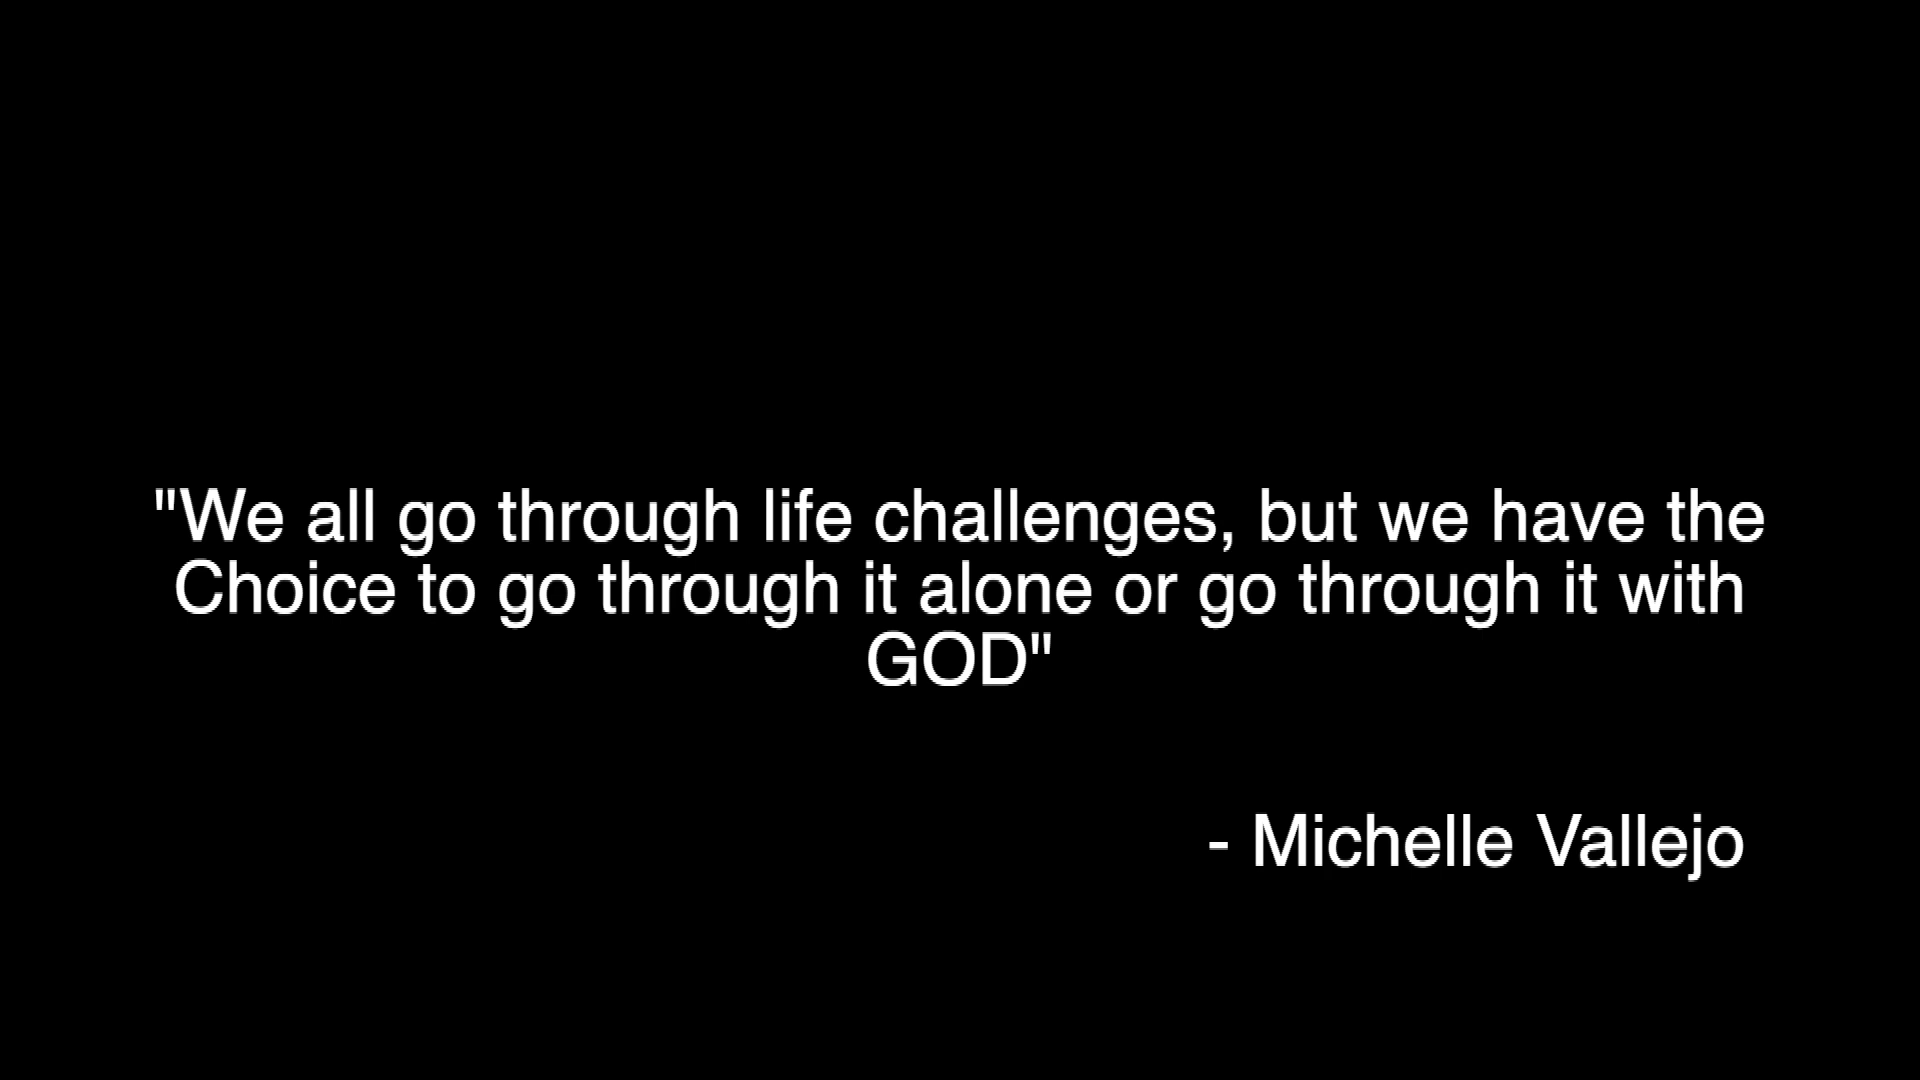 "We all go through life challenges, but we have the
Choice to go through it alone or go through it with
GOD"
- Michelle Vallejo